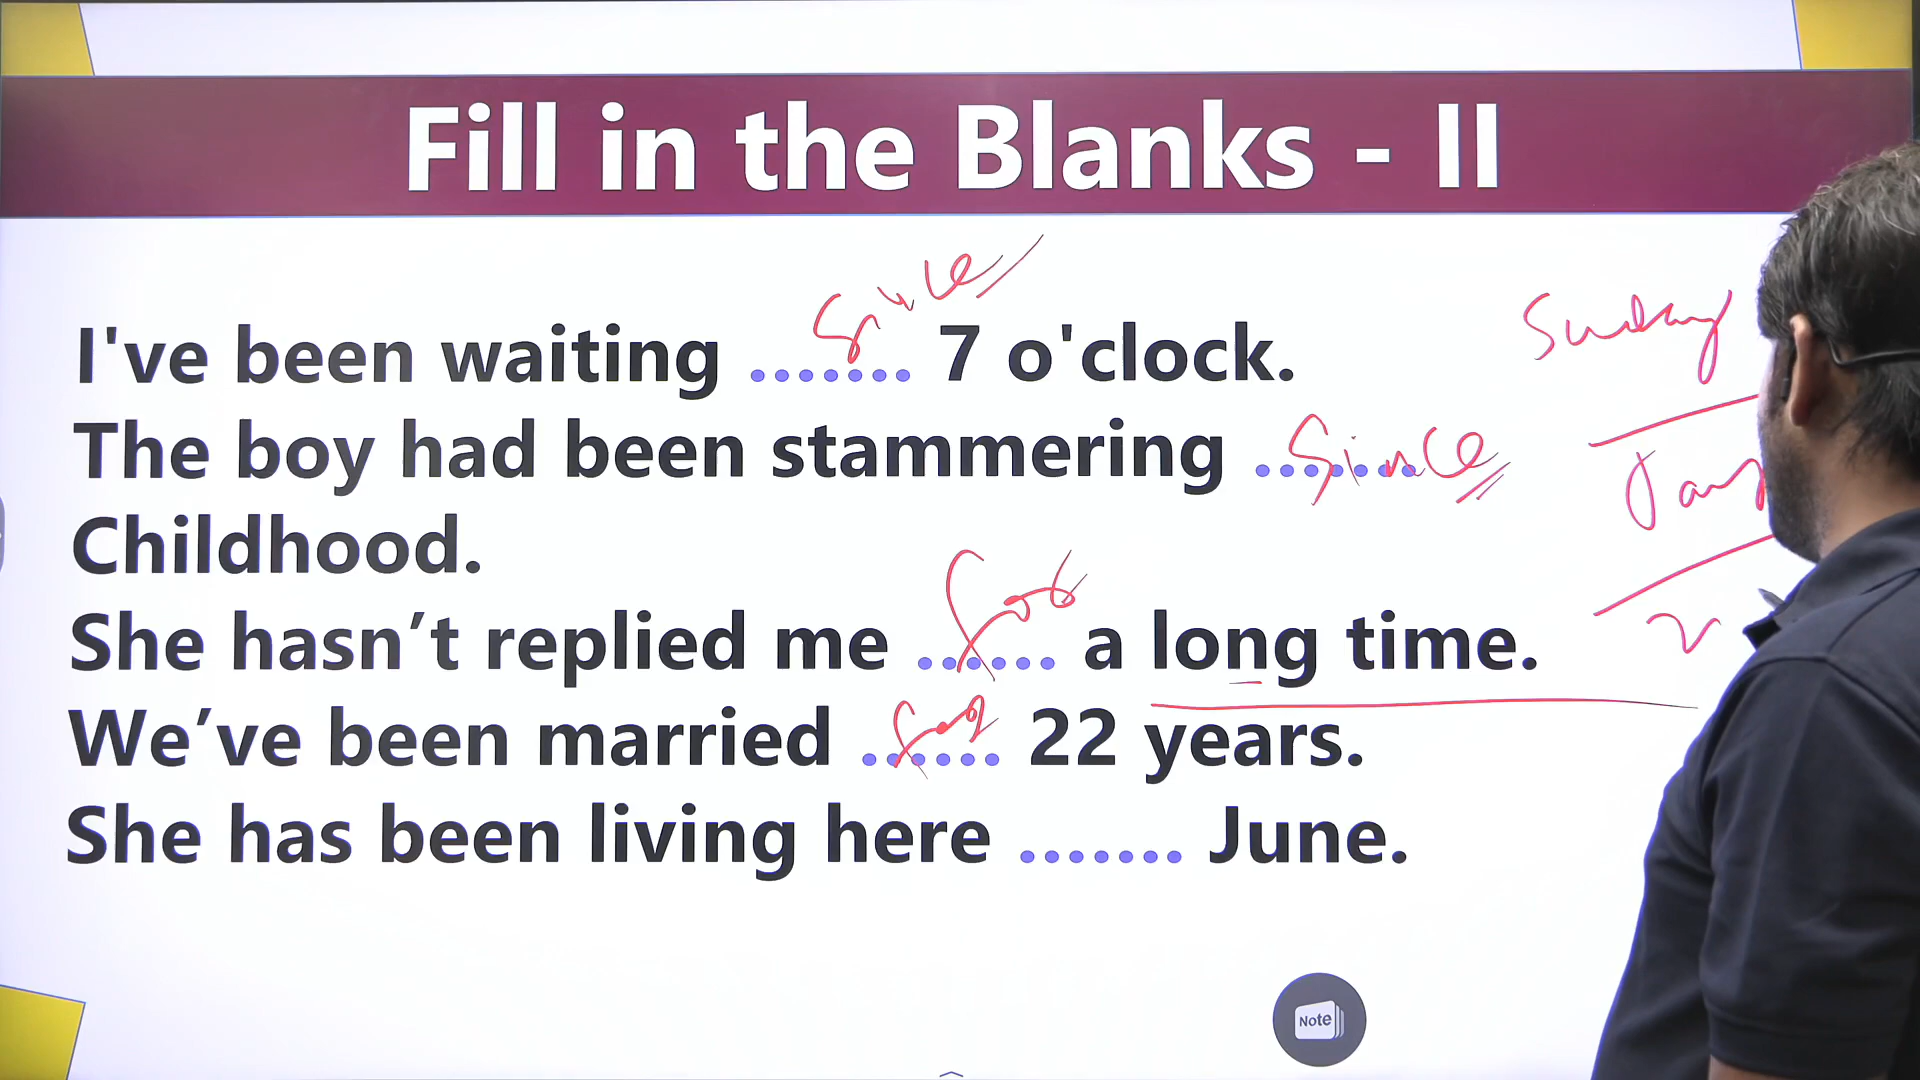 Fill in the Blanks - II
I've been waiting ....... since 7 o'clock.
The boy had been stammering ....... since
Childhood.
She hasn’t replied me ...... for a long time.
We’ve been married ...... for 22 years.
She has been living here ....... June.
Sunday
Note